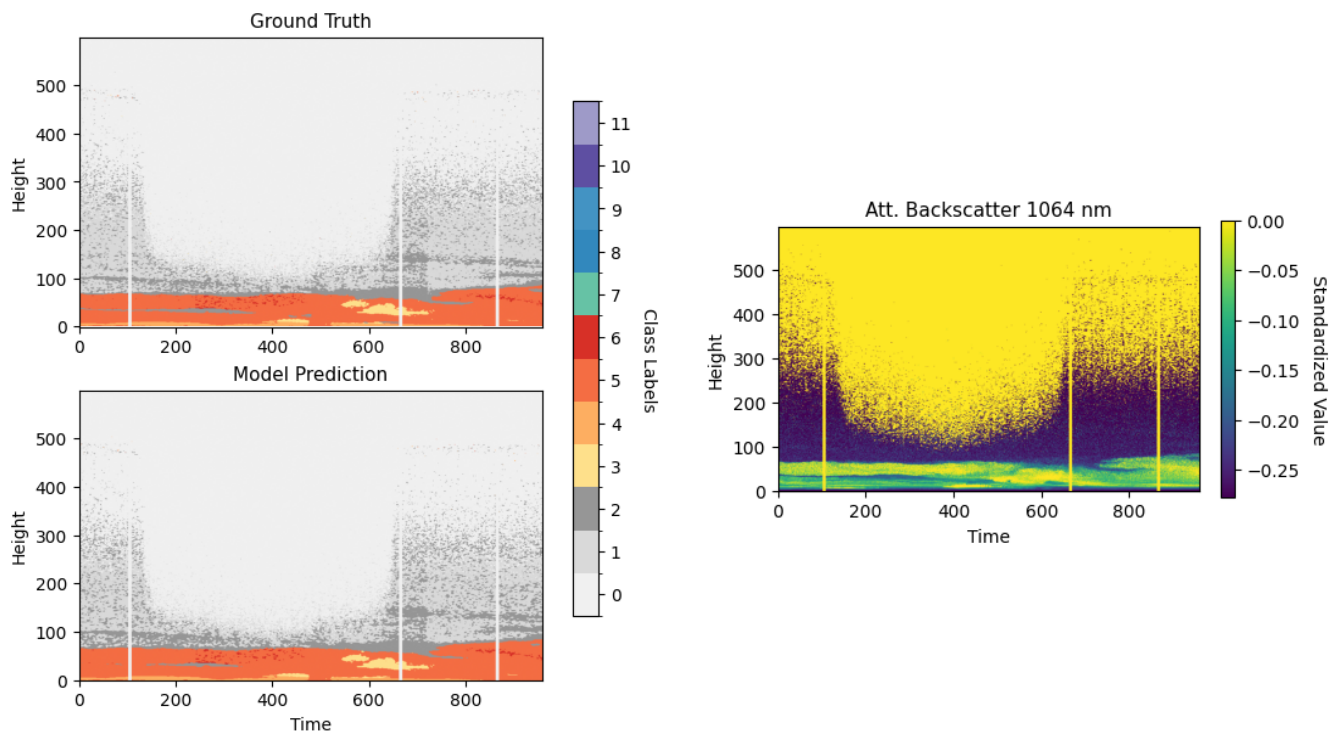 Ground Truth
Height
500
400
300
200
100
0
0 200 400 600 800
Model Prediction
Height
500
400
300
200
100
0
0 200 400 600 800
Time
11
10
9
8
7
6
5
4
3
2
1
0
Class Labels
Att. Backscatter 1064 nm
Height
500
400
300
200
100
0
0 200 400 600 800
Time
0.00
−0.05
−0.10
−0.15
−0.20
−0.25
Standardized Value